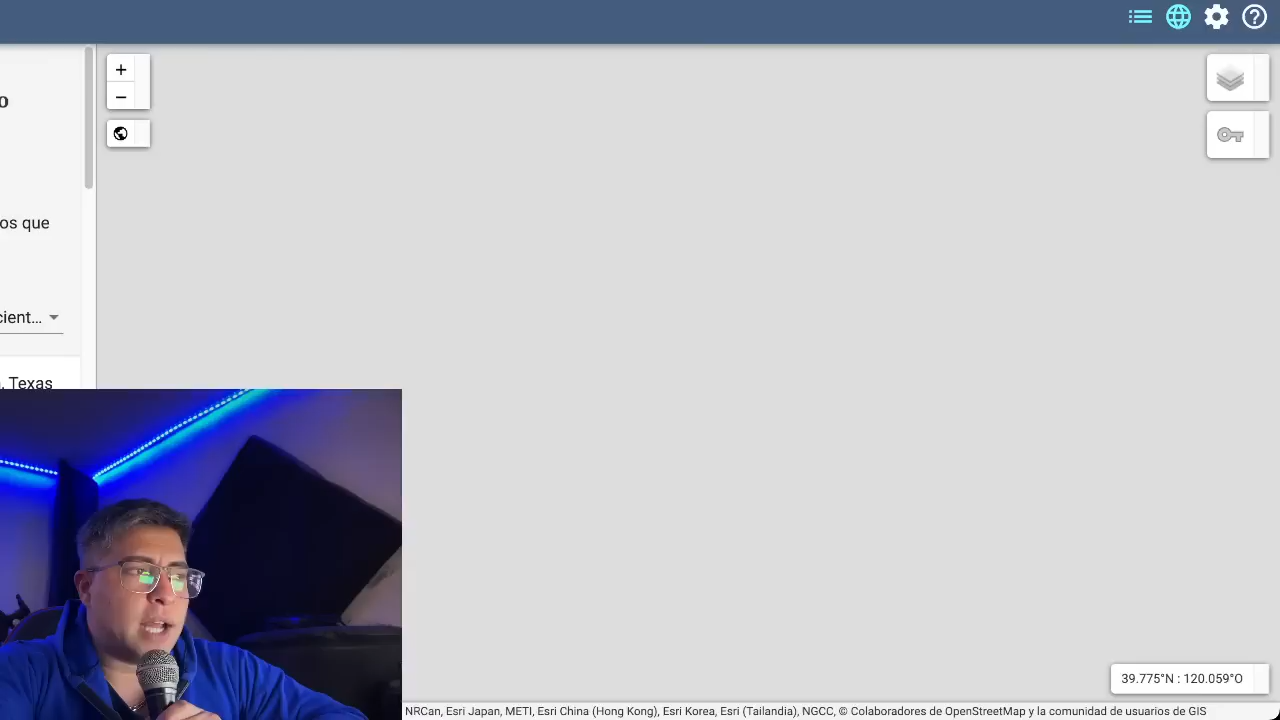 o
os que
cient...
, Texas
+
−
39.775°N : 120.059°O
NRCan, Esri Japan, METI, Esri China (Hong Kong), Esri Korea, Esri (Tailandia), NGCC, © Colaboradores de OpenStreetMap y la comunidad de usuarios de GIS